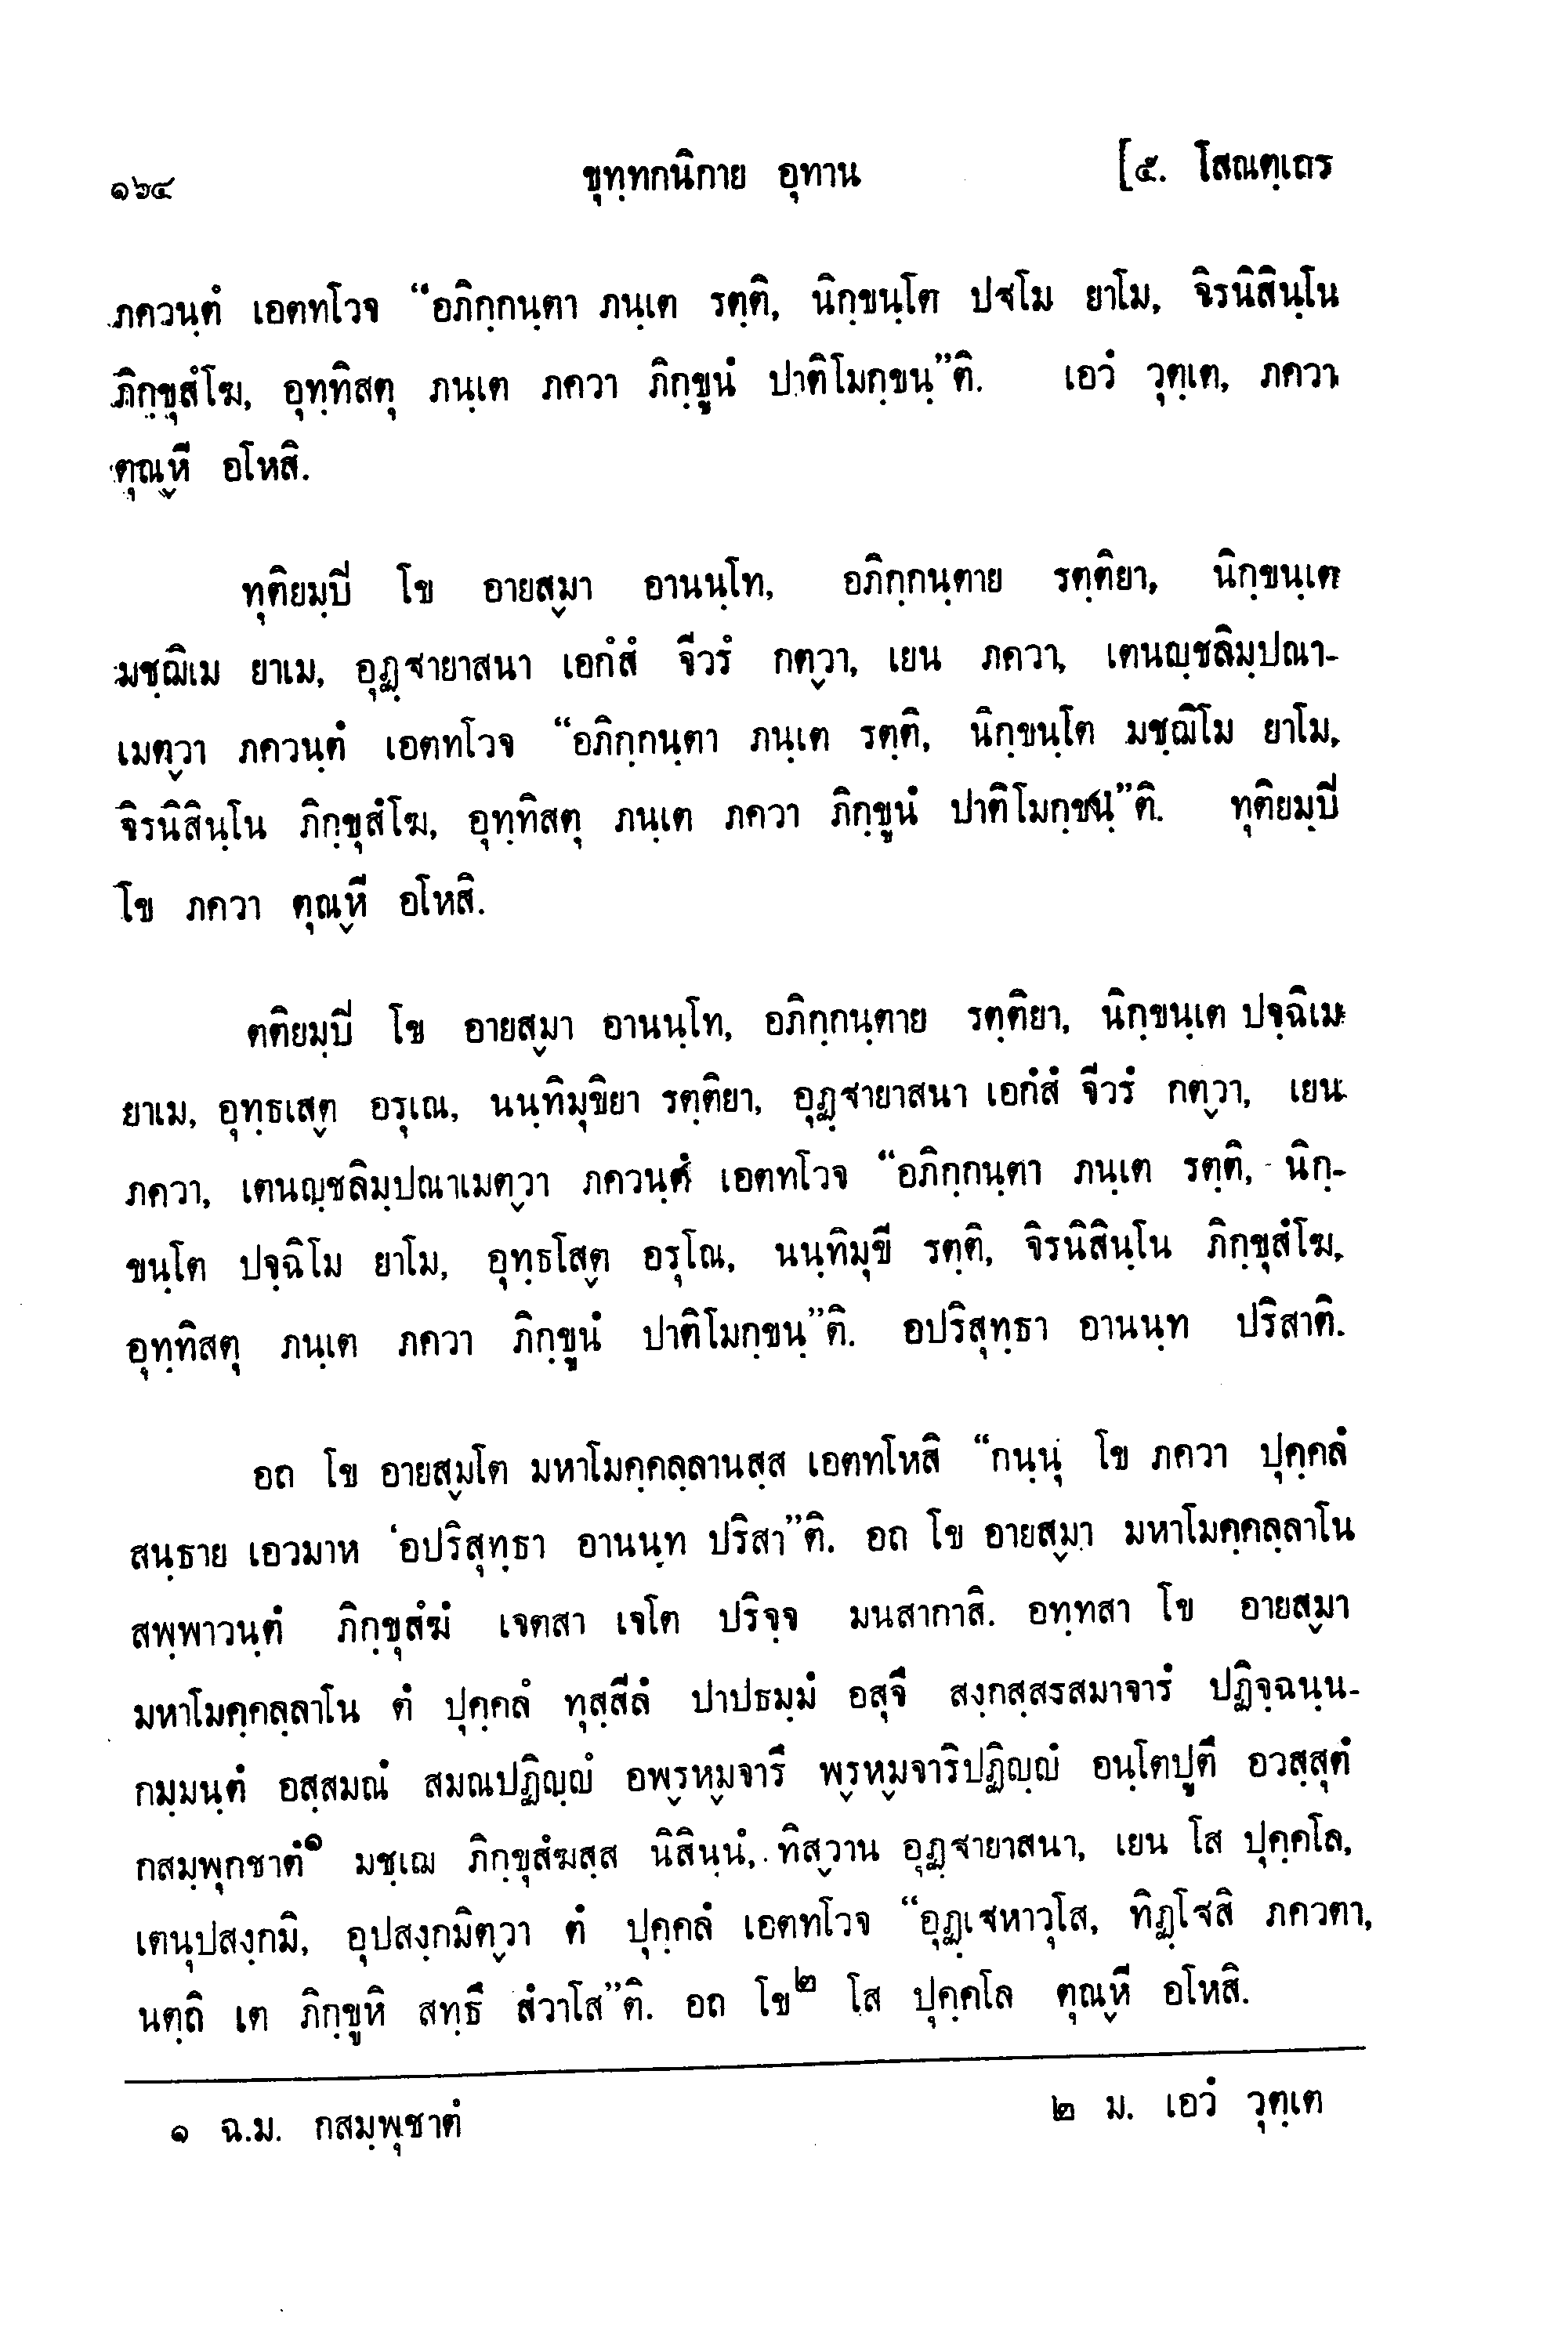 ๑๖๔ ขุทฺทกนิกาย อุทาน [๕. โสณตฺเถร
ภควนฺตํ เอตทโวจ “อภิกฺกนฺตา ภนฺเต รตฺติ, นิกฺขนฺโต ปฐโม ยาโม, จิรนิสินฺโน
ภิกฺขุสํโฆ, อุทฺทิสตุ ภนฺเต ภควา ภิกฺขูนํ ปาติโมกฺขนฺ”ติ. เอวํ วุตฺเต, ภควา
ตุณฺหี อโหสิ.
ทุติยมฺปิ โข อายสฺมา อานนฺโท, อภิกฺกนฺตาย รตฺติยา, นิกฺขนฺเต
มชฺฌิเม ยาเม, อุฏฺฐายาสนา เอกํสํ จีวรํ กตฺวา, เยน ภควา, เตนญฺชลิมฺปณา-
เมตฺวา ภควนฺตํ เอตทโวจ “อภิกฺกนฺตา ภนฺเต รตฺติ, นิกฺขนฺโต มชฺฌิโม ยาโม,
จิรนิสินฺโน ภิกฺขุสํโฆ, อุทฺทิสตุ ภนฺเต ภควา ภิกฺขูนํ ปาติโมกฺขนฺ”ติ. ทุติยมฺปิ
โข ภควา ตุณฺหี อโหสิ.
ตติยมฺปิ โข อายสฺมา อานนฺโท, อภิกฺกนฺตาย รตฺติยา, นิกฺขนฺเต ปจฺฉิเม
ยาเม, อุทฺธเสฺต อรุเณ, นนฺทิมุขิยา รตฺติยา, อุฏฺฐายาสนา เอกํสํ จีวรํ กตฺวา, เยน
ภควา, เตนญฺชลิมฺปณาเมตฺวา ภควนฺตํ เอตทโวจ “อภิกฺกนฺตา ภนฺเต รตฺติ, นิกฺ-
ขนฺโต ปจฺฉิโม ยาโม, อุทฺธโสฺต อรุโณ, นนฺทิมุขี รตฺติ, จิรนิสินฺโน ภิกฺขุสํโฆ,
อุทฺทิสตุ ภนฺเต ภควา ภิกฺขูนํ ปาติโมกฺขนฺ”ติ. อปริสุทฺธา อานนฺท ปริสาติ.
อถ โข อายสฺมโต มหาโมคฺคลฺลานสฺส เอตทโหสิ “กนฺนุ โข ภควา ปุคฺคลํ
สนฺธาย เอวมาห ‘อปริสุทฺธา อานนฺท ปริสา”ติ. อถ โข อายสฺมา มหาโมคฺคลฺลาโน
สพฺพาวนฺตํ ภิกฺขุสํฆํ เจตสา เจโต ปริจฺจ มนสากาสิ. อทฺทสา โข อายสฺมา
มหาโมคฺคลฺลาโน ตํ ปุคฺคลํ ทุสฺสีลํ ปาปธมฺมํ อสุจึ สงฺกสฺสรสมาจารํ ปฏิจฺฉนฺน-
กมฺมนฺตํ อสฺสมณํ สมณปฏิญฺญํ อพฺรหฺมจารึ พฺรหฺมจาริปฏิญฺญํ อนฺโตปูตึ อวสฺสุตํ
กสมฺพุกชาตํ๑ มชฺเฌ ภิกฺขุสํฆสฺส นิสินฺนํ, ทิสฺวาน อุฏฺฐายาสนา, เยน โส ปุคฺคโล,
เตนุปสงฺกมิ, อุปสงฺกมิตฺวา ตํ ปุคฺคลํ เอตทโวจ “อุฏฺเฐหาวุโส, ทิฏฺโฐสิ ภควตา,
นตฺถิ เต ภิกฺขูหิ สทฺธึ สํวาโส”ติ. อถ โข๒ โส ปุคฺคโล ตุณฺหี อโหสิ.
๑ ฉ.ม. กสมฺพุชาตํ ๒ ม. เอวํ วุตฺเต